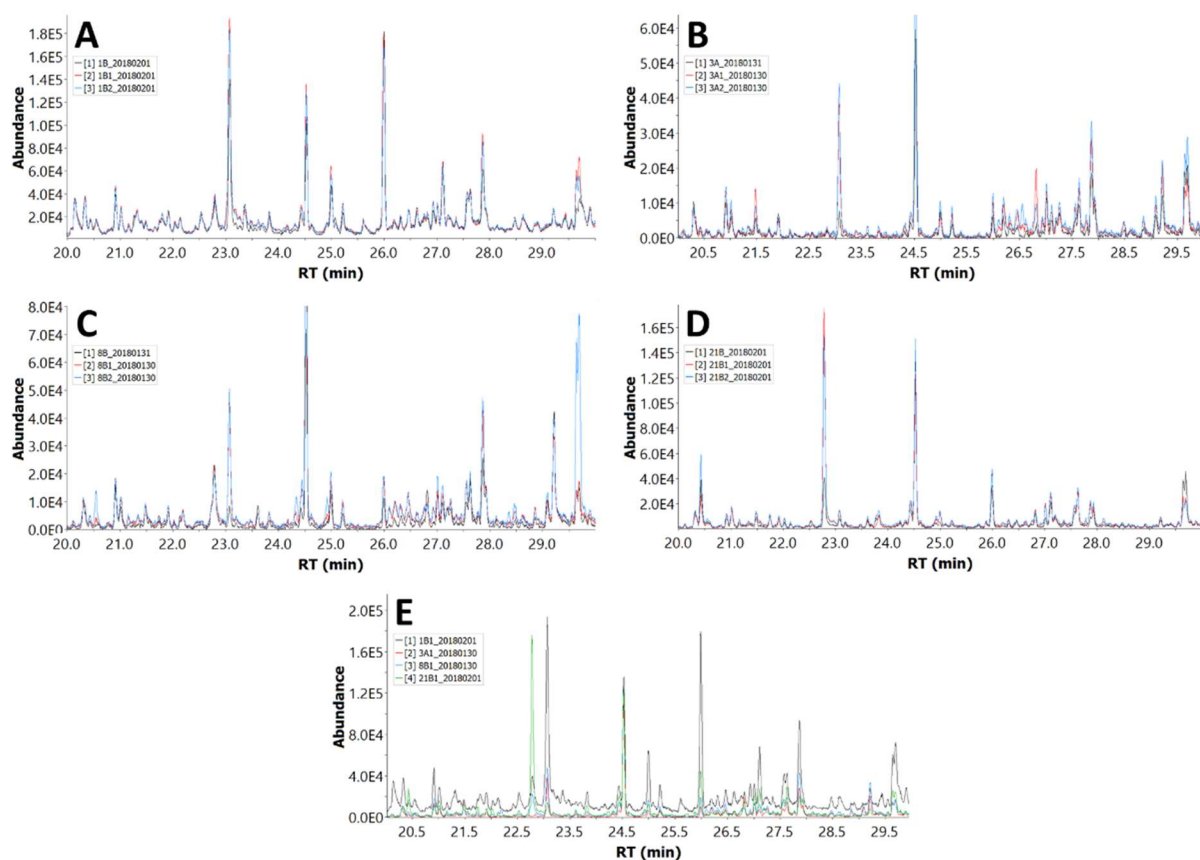 A
[1] 1B_20180201
[2] 1B1_20180201
[3] 1B2_20180201
Abundance
1.8E5
1.6E5
1.4E5
1.2E5
1.0E5
8.0E4
6.0E4
4.0E4
2.0E4
20.0 21.0 22.0 23.0 24.0 25.0 26.0 27.0 28.0 29.0
RT (min)
B
[1] 3A_20180131
[2] 3A1_20180130
[3] 3A2_20180130
Abundance
6.0E4
5.0E4
4.0E4
3.0E4
2.0E4
1.0E4
0.0E0
20.5 21.5 22.5 23.5 24.5 25.5 26.5 27.5 28.5 29.5
RT (min)
C
[1] 8B_20180131
[2] 8B1_20180130
[3] 8B2_20180130
Abundance
8.0E4
7.0E4
6.0E4
5.0E4
4.0E4
3.0E4
2.0E4
1.0E4
0.0E0
20.0 21.0 22.0 23.0 24.0 25.0 26.0 27.0 28.0 29.0
RT (min)
D
[1] 21B_20180201
[2] 21B1_20180201
[3] 21B2_20180201
Abundance
1.6E5
1.4E5
1.2E5
1.0E5
8.0E4
6.0E4
4.0E4
2.0E4
20.0 21.0 22.0 23.0 24.0 25.0 26.0 27.0 28.0 29.0
RT (min)
E
[1] 1B1_20180201
[2] 3A1_20180130
[3] 8B1_20180130
[4] 21B1_20180201
Abundance
2.0E5
1.6E5
1.2E5
8.0E4
4.0E4
0.0E0
20.5 21.5 22.5 23.5 24.5 25.5 26.5 27.5 28.5 29.5
RT (min)